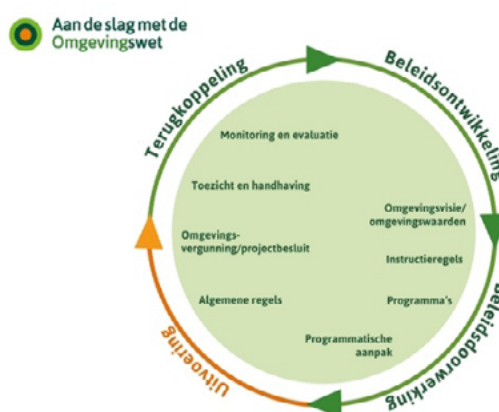 Aan de slag met de
Omgevingswet
Terugkoppeling
Beleidsontwikkeling
Monitoring en evaluatie
Toezicht en handhaving
Omgevingsvisie/
omgevingswaarden
Omgevings-
vergunning/projectbesluit
Instructieregels
Algemene regels
Programma's
Programmatische
aanpak
Uitvoering
Beleidsdoorwerking